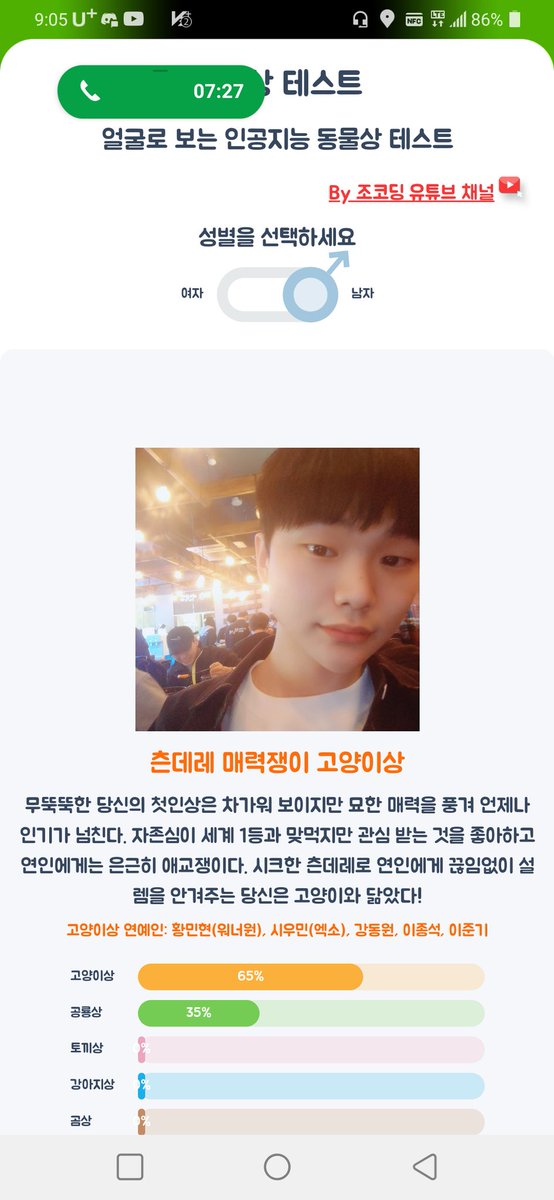 9:05 U+ 86%
07:27 상 테스트
얼굴로 보는 인공지능 동물상 테스트
By 조코딩 유튜브 채널
성별을 선택하세요
여자 남자
츤데레 매력쟁이 고양이상
무뚝뚝한 당신의 첫인상은 차가워 보이지만 묘한 매력을 풍겨 언제나
인기가 넘친다. 자존심이 세계 1등과 맞먹지만 관심 받는 것을 좋아하고
연인에게는 은근히 애교쟁이다. 시크한 츤데레로 연인에게 끊임없이 설
렘을 안겨주는 당신은 고양이와 닮았다!
고양이상 연예인: 황민현(워너원), 시우민(엑소), 강동원, 이종석, 이준기
고양이상 65%
공룡상 35%
토끼상 0%
강아지상 0%
곰상 0%